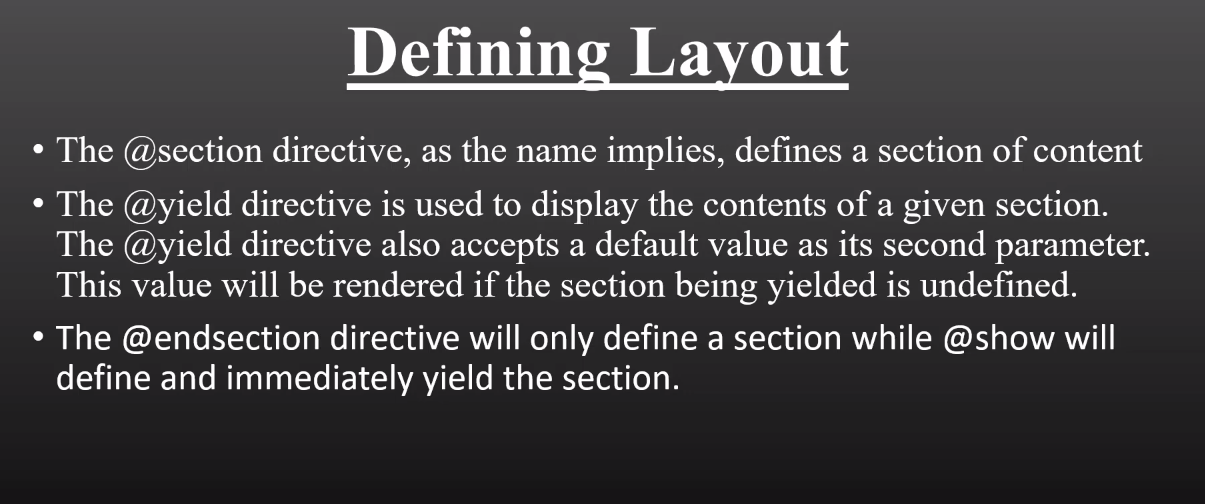 Defining Layout
• The @section directive, as the name implies, defines a section of content
• The @yield directive is used to display the contents of a given section.
The @yield directive also accepts a default value as its second parameter.
This value will be rendered if the section being yielded is undefined.
• The @endsection directive will only define a section while @show will
define and immediately yield the section.